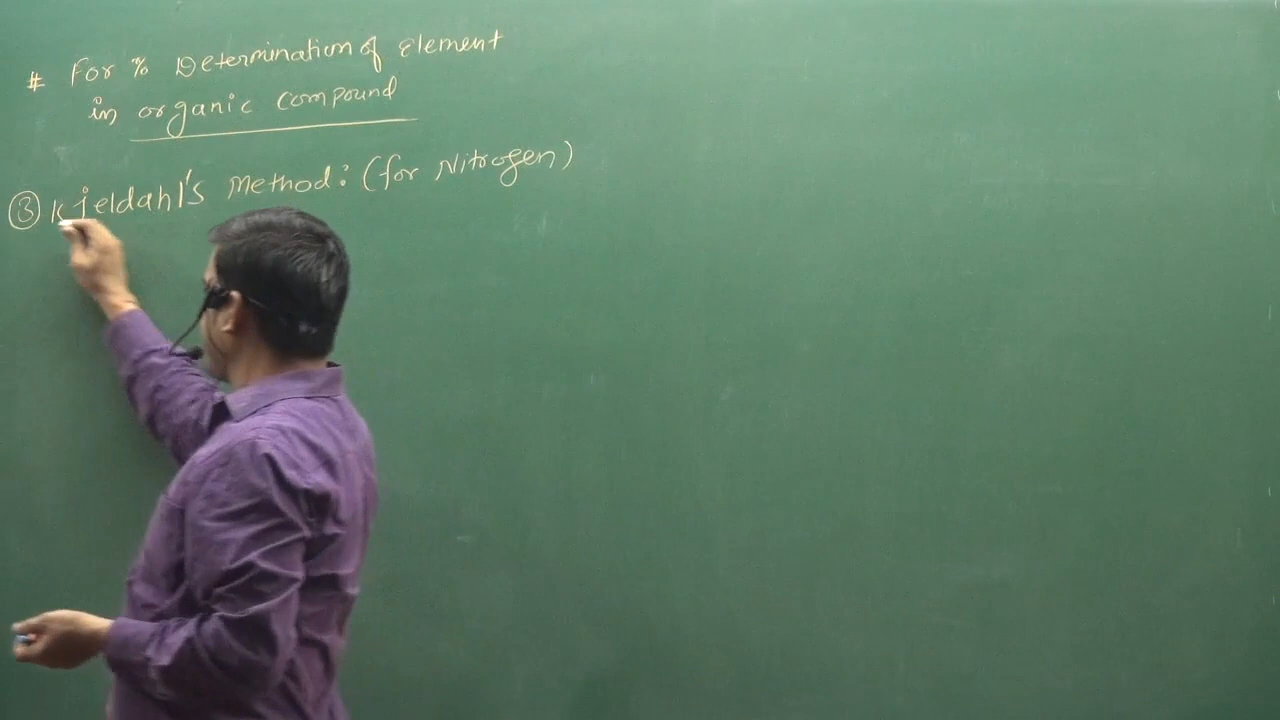 # For % Determination of Element
in organic compound
③ Kjeldahl's Method: (for Nitrogen)